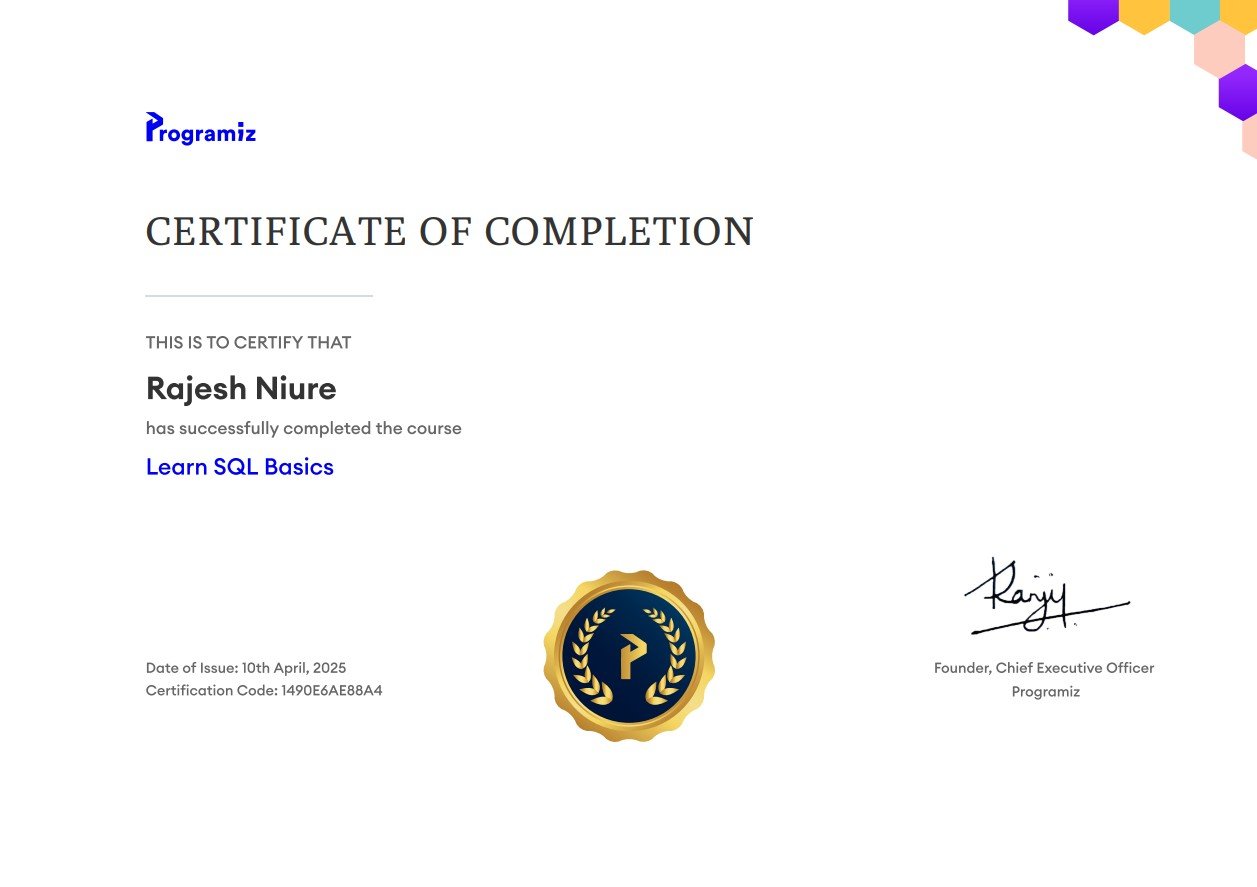 Programiz
CERTIFICATE OF COMPLETION
THIS IS TO CERTIFY THAT
Rajesh Niure
has successfully completed the course
Learn SQL Basics
Date of Issue: 10th April, 2025
Certification Code: 1490E6AE88A4
Founder, Chief Executive Officer
Programiz